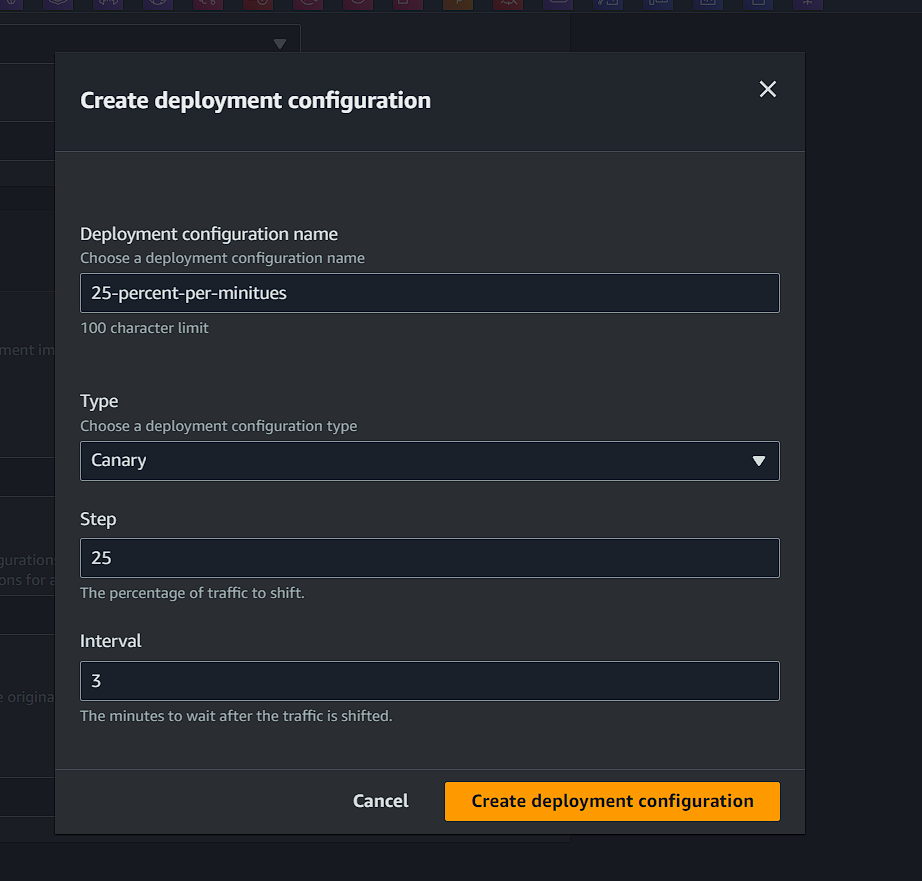 Create deployment configuration
Deployment configuration name
Choose a deployment configuration name
25-percent-per-minitues
100 character limit
ment im
Type
Choose a deployment configuration type
Canary
Step
25
gurations
ons for a
The percentage of traffic to shift.
Interval
3
e origina
The minutes to wait after the traffic is shifted.
Cancel
Create deployment configuration